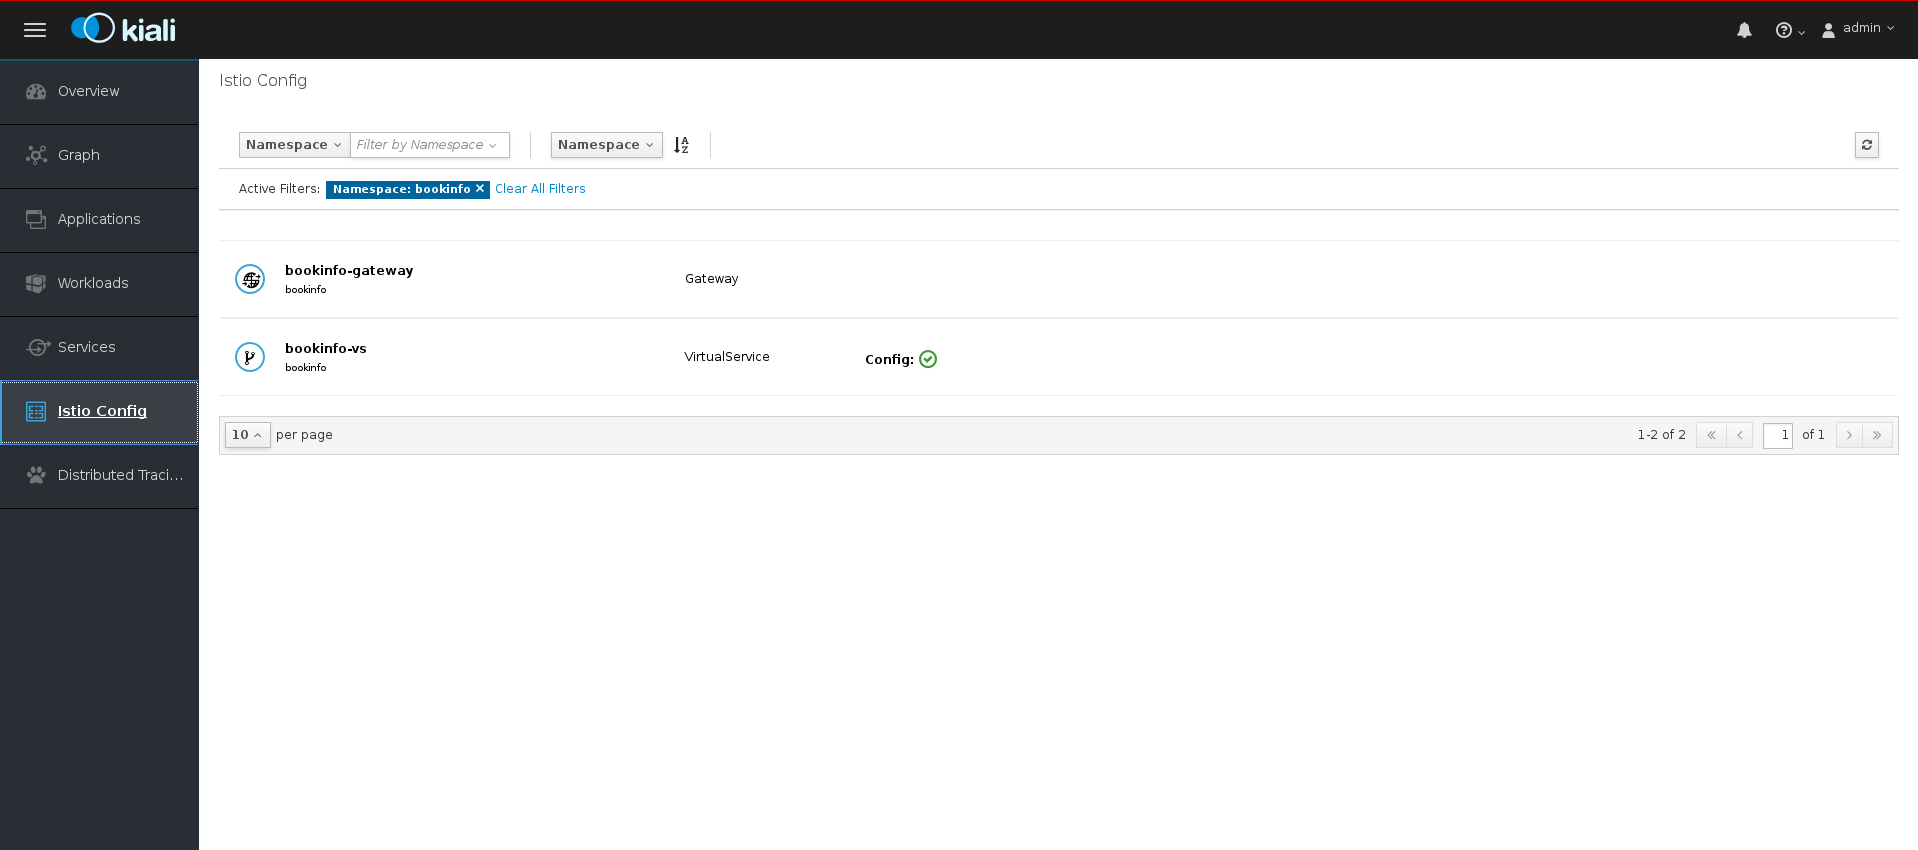 kiali
admin
Overview
Graph
Applications
Workloads
Services
Istio Config
Distributed Traci...
Istio Config
Namespace Filter by Namespace Namespace
Active Filters: Namespace: bookinfo Clear All Filters
bookinfo-gateway
bookinfo
Gateway
bookinfo-vs
bookinfo
VirtualService
Config:
10 per page
1-2 of 2 1 of 1